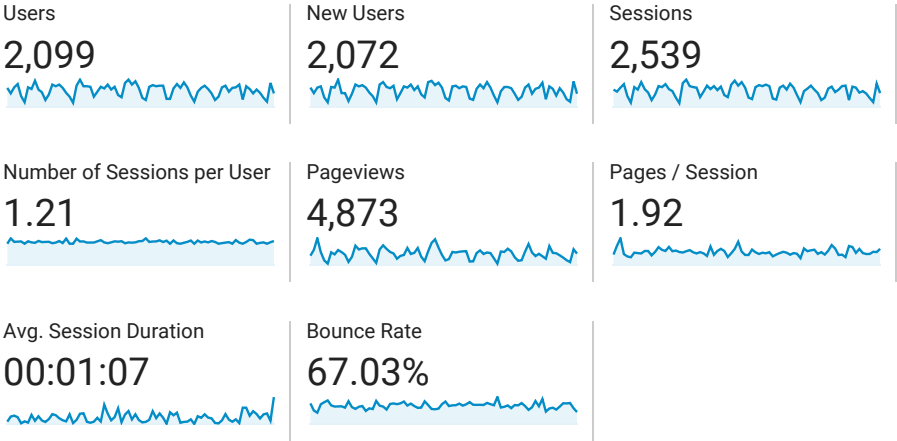 Users
2,099
New Users
2,072
Sessions
2,539
Number of Sessions per User
1.21
Pageviews
4,873
Pages / Session
1.92
Avg. Session Duration
00:01:07
Bounce Rate
67.03%